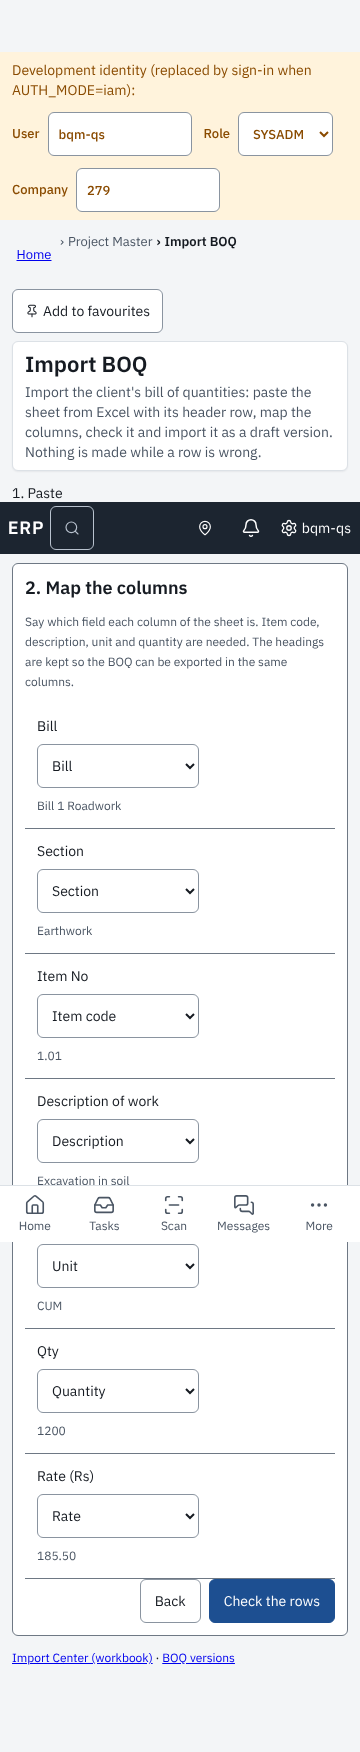 Development identity (replaced by sign-in when
AUTH_MODE=iam):
User bqm-qs Role SYSADM
Company 279
Home › Project Master › Import BOQ
Add to favourites
Import BOQ
Import the client's bill of quantities: paste the
sheet from Excel with its header row, map the
columns, check it and import it as a draft version.
Nothing is made while a row is wrong.
1. Paste
ERP bqm-qs
2. Map the columns
Say which field each column of the sheet is. Item code,
description, unit and quantity are needed. The headings
are kept so the BOQ can be exported in the same
columns.
Bill
Bill
Bill 1 Roadwork
Section
Section
Earthwork
Item No
Item code
1.01
Description of work
Description
Excavation in soil
Home Tasks Scan Messages More
Unit
CUM
Qty
Quantity
1200
Rate (Rs)
Rate
185.50
Back Check the rows
Import Center (workbook) · BOQ versions